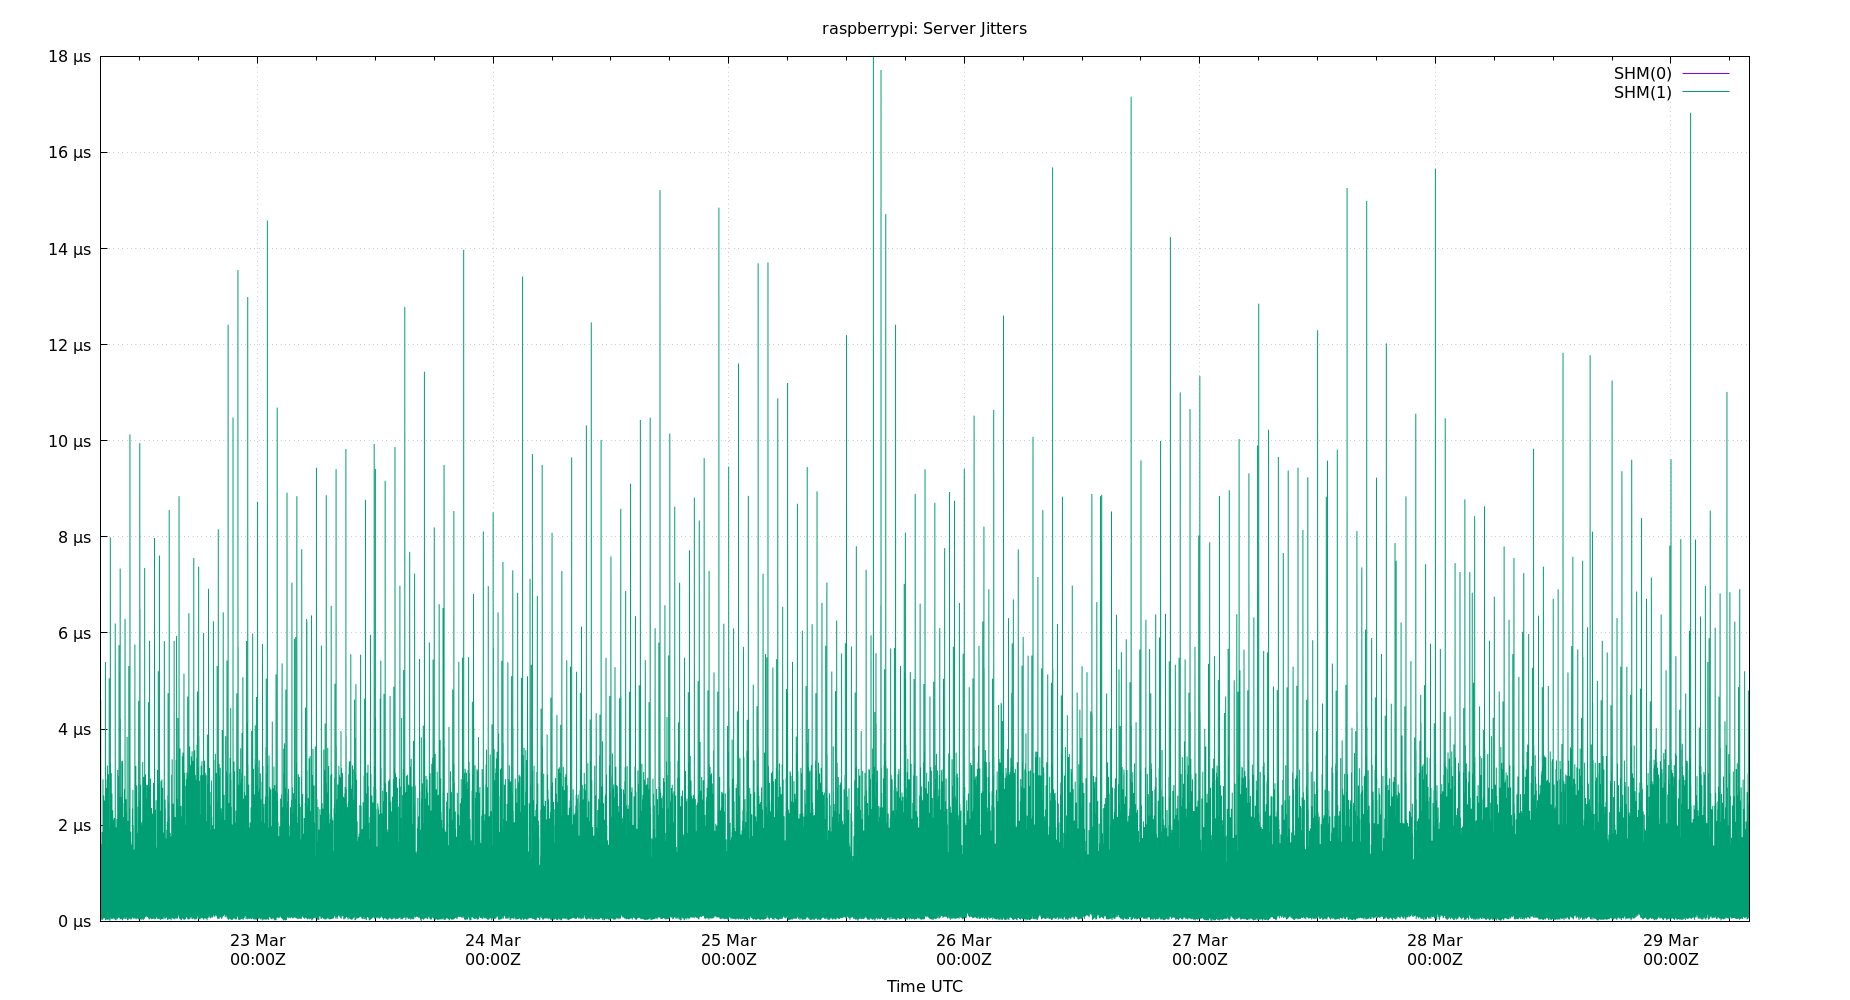 raspberrypi: Server Jitters
18 µs
16 µs
14 µs
12 µs
10 µs
8 µs
6 µs
4 µs
2 µs
0 µs
SHM(0)
SHM(1)
23 Mar
00:00Z
24 Mar
00:00Z
25 Mar
00:00Z
26 Mar
00:00Z
27 Mar
00:00Z
28 Mar
00:00Z
29 Mar
00:00Z
Time UTC